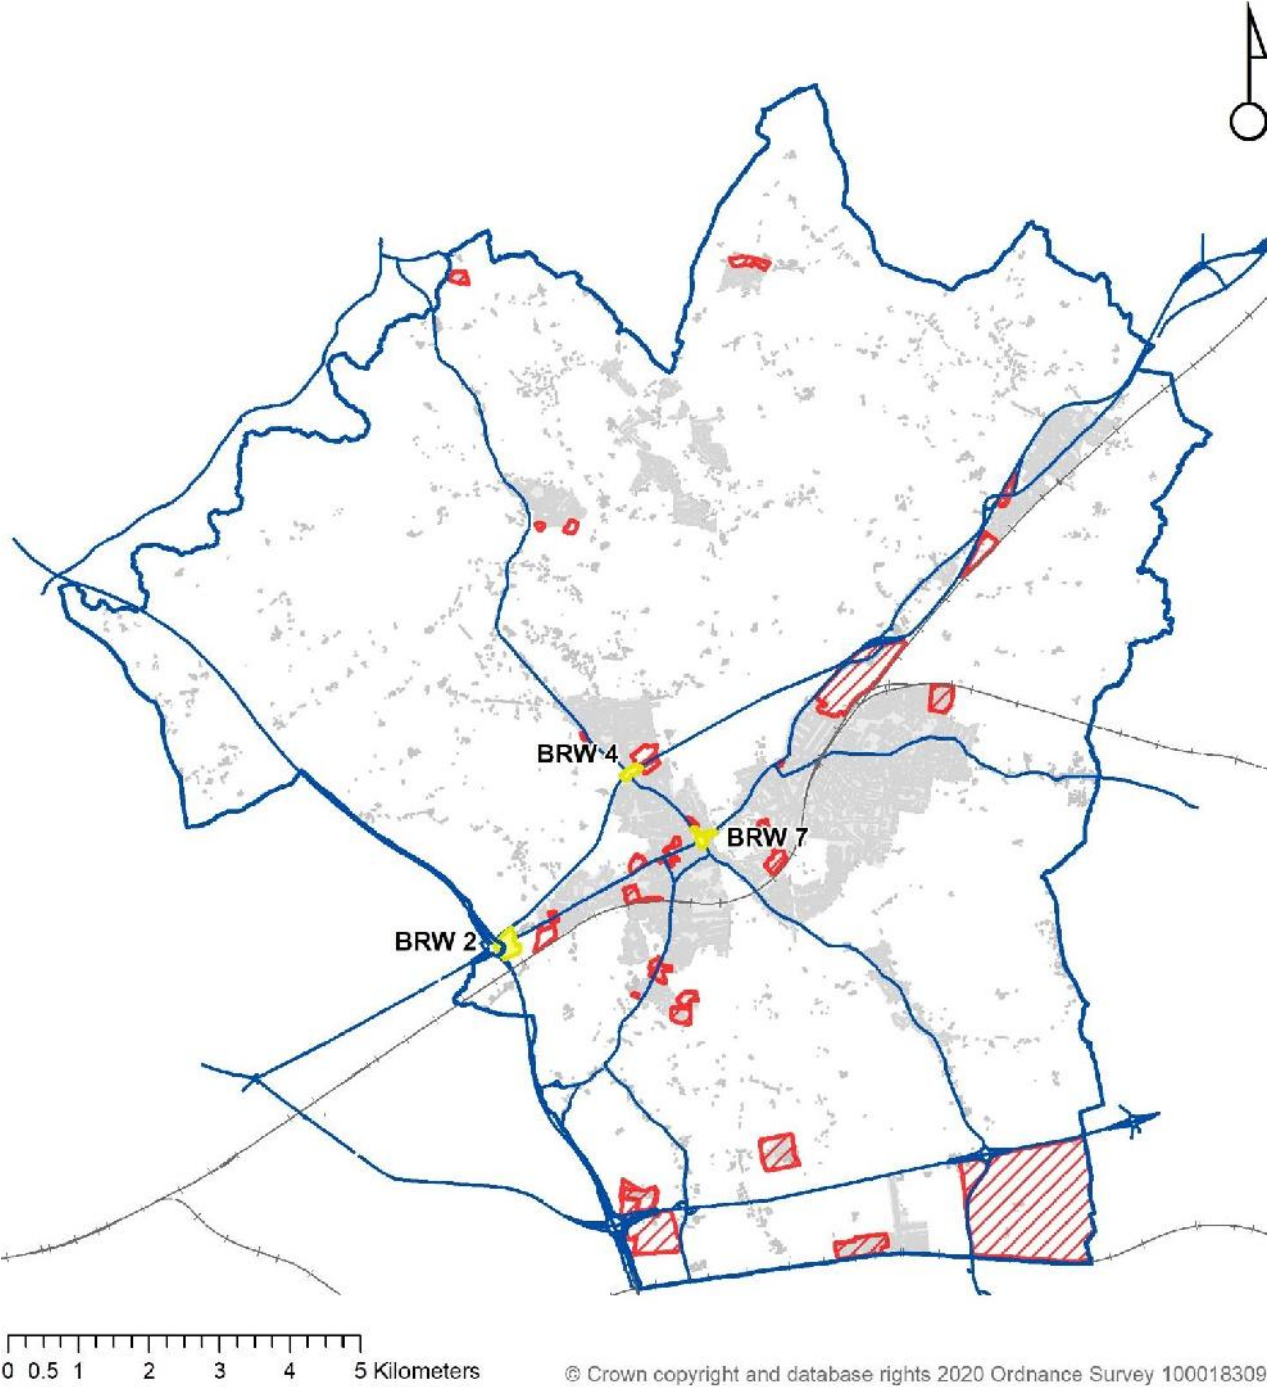 BRW 4
BRW 7
BRW 2
0 0.5 1 2 3 4 5 Kilometers
© Crown copyright and database rights 2020 Ordnance Survey 100018309